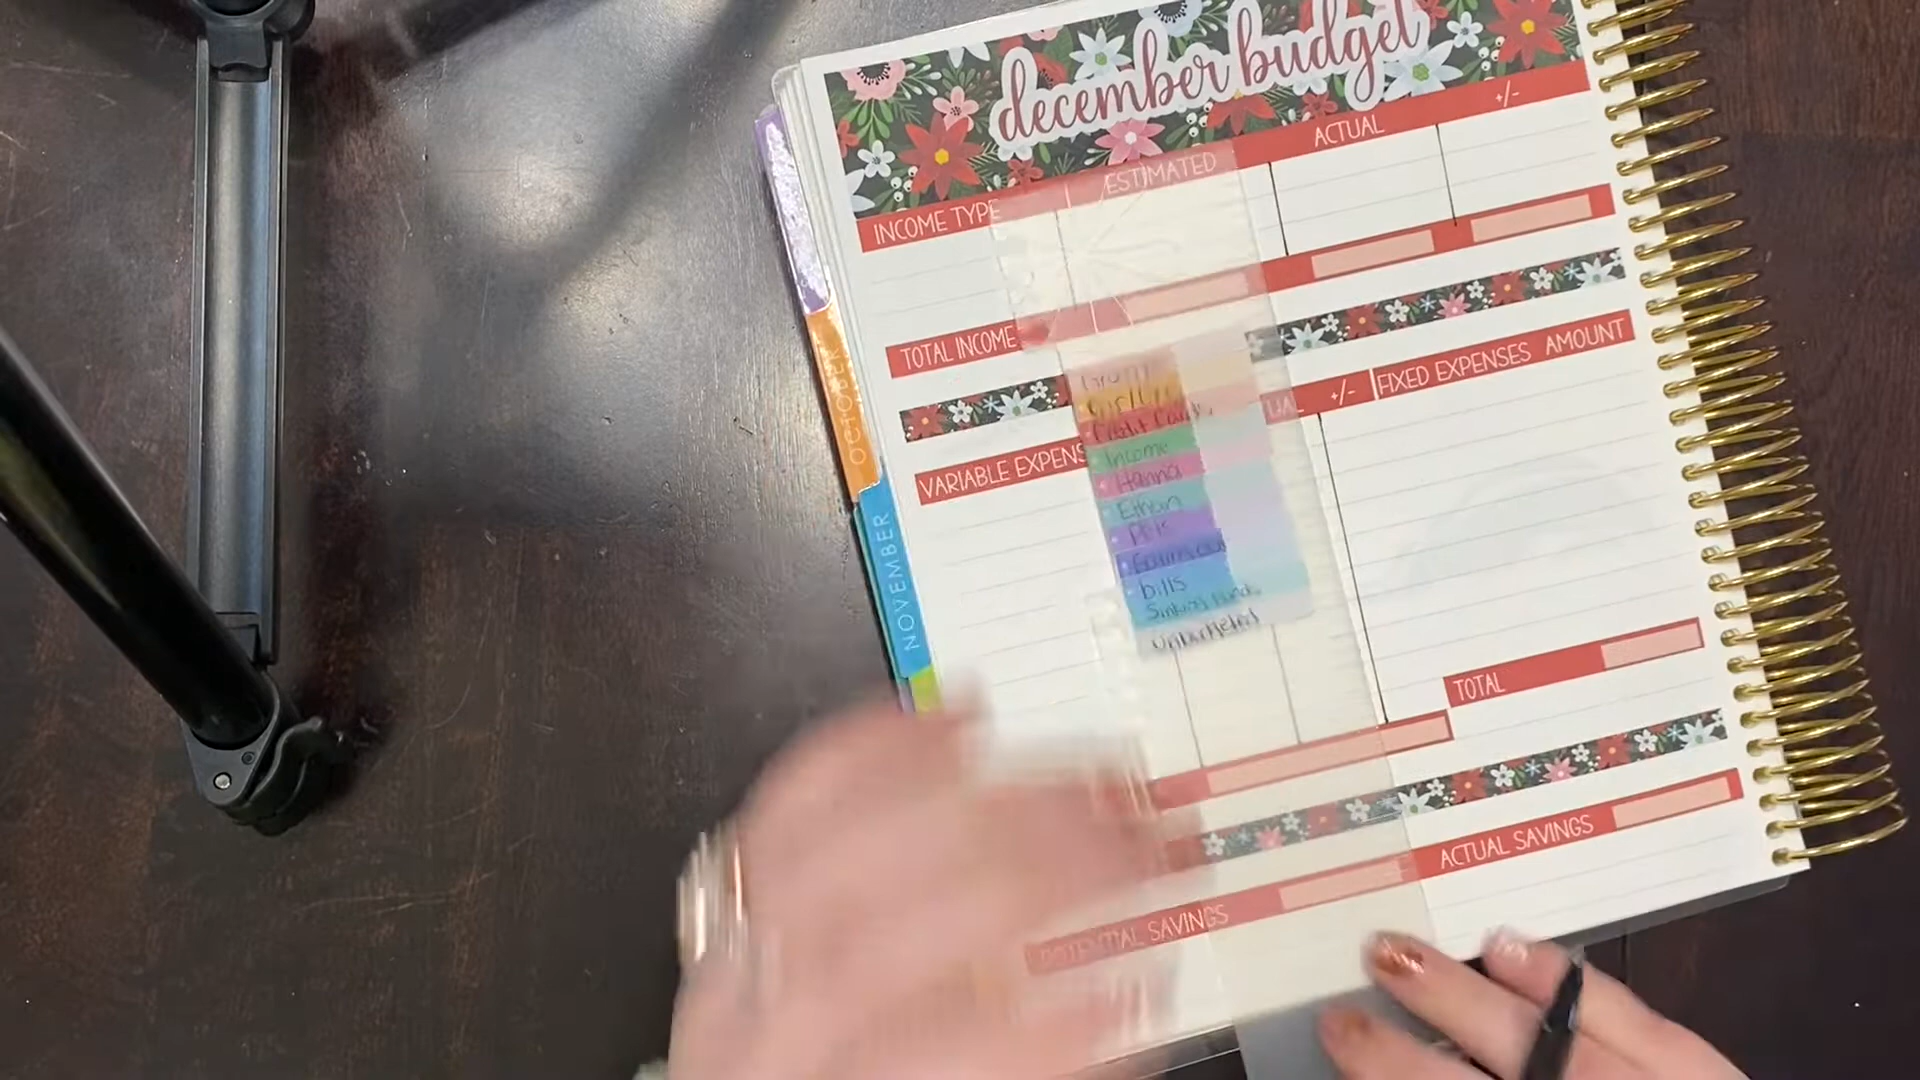 december budget
INCOME TYPE ESTIMATED ACTUAL +/-
TOTAL INCOME
VARIABLE EXPENS +/-
FIXED EXPENSES AMOUNT
Income
Hanna
Ethan
bills
TOTAL
POTENTIAL SAVINGS
ACTUAL SAVINGS
OCTOBER
NOVEMBER